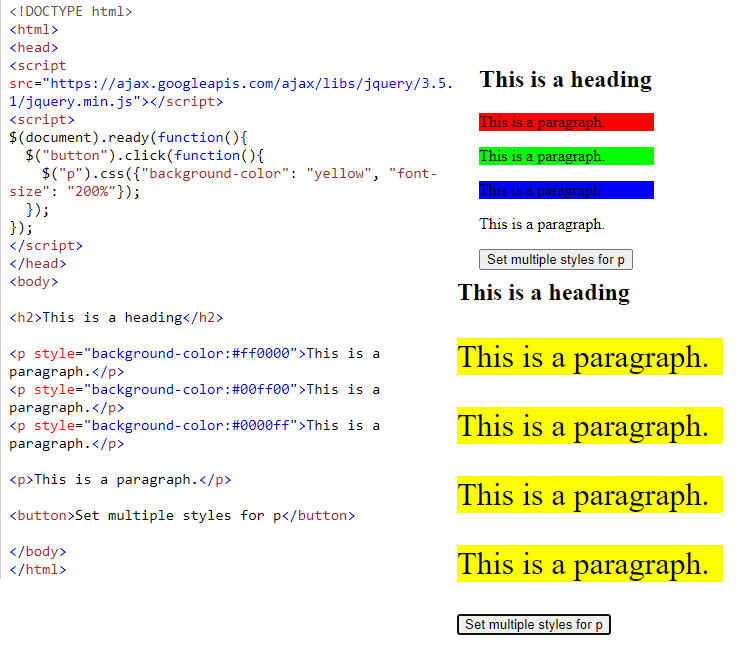 <!DOCTYPE html>
<html>
<head>
<script
src="https://ajax.googleapis.com/ajax/libs/jquery/3.5.
1/jquery.min.js"></script>
<script>
$(document).ready(function(){
  $("button").click(function(){
    $("p").css({"background-color": "yellow", "font-
size": "200%"});
  });
});
</script>
</head>
<body>

<h2>This is a heading</h2>

<p style="background-color:#ff0000">This is a
paragraph.</p>
<p style="background-color:#00ff00">This is a
paragraph.</p>
<p style="background-color:#0000ff">This is a
paragraph.</p>

<p>This is a paragraph.</p>

<button>Set multiple styles for p</button>

</body>
</html>
This is a heading
This is a paragraph.
This is a paragraph.
This is a paragraph.
This is a paragraph.
Set multiple styles for p
This is a heading
This is a paragraph.
This is a paragraph.
This is a paragraph.
This is a paragraph.
Set multiple styles for p